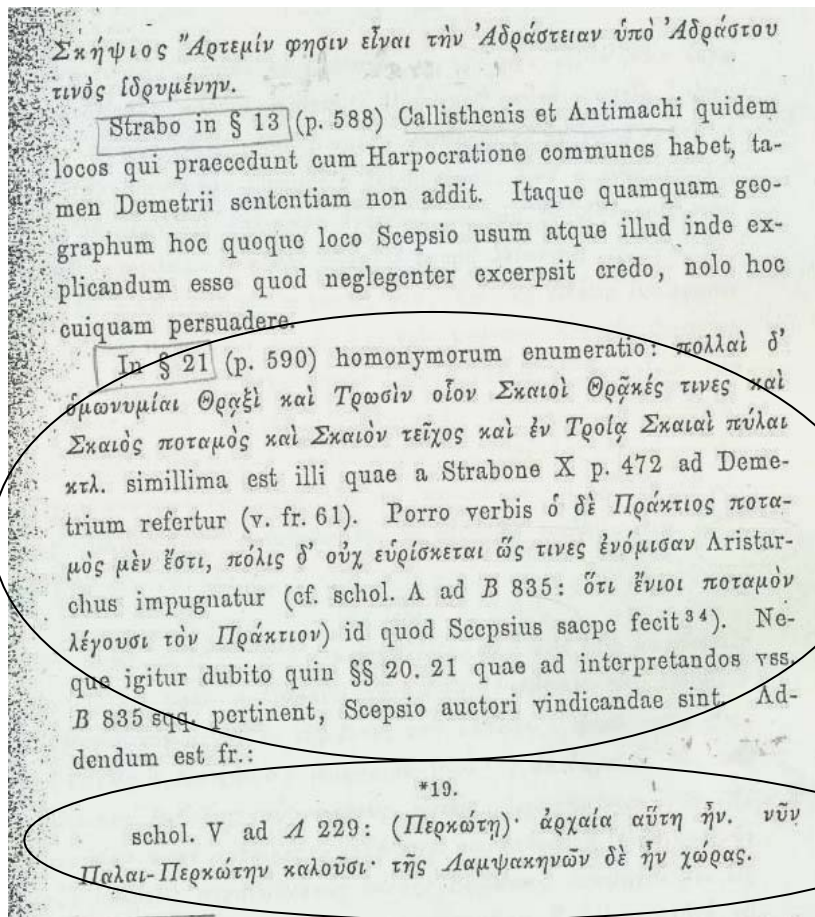 Σκήψιος Ἄρτεμίν φησιν εἶναι τὴν Ἀδράστειαν ὑπὸ Ἀδράστου
τινὸς ἱδρυμένην.
Strabo in § 13 (p. 588) Callisthenis et Antimachi quidem
locos qui praecedunt cum Harpocratione communes habet, ta-
men Demetrii sententiam non addit. Itaque quamquam geo-
graphum hoc quoque loco Scepsio usum atque illud inde ex-
plicandum esse quod neglegenter excerpsit credo, nolo hoc
cuiquam persuadere.
In § 21 (p. 590) homonymorum enumeratio: πολλαὶ δ'
ὁμωνυμίαι Θρᾳξὶ καὶ Τρωσὶν οἷον Σκαιοὶ Θρᾷκές τινες καὶ
Σκαιὸς ποταμὸς καὶ Σκαιὸν τεῖχος καὶ ἐν Τροίᾳ Σκαιαὶ πύλαι
κτλ. simillima est illi quae a Strabone X p. 472 ad Deme-
trium refertur (v. fr. 61). Porro verbis ὁ δὲ Πράκτιος ποτα-
μὸς μὲν ἔστι, πόλις δ' οὐχ εὑρίσκεται ὥς τινες ἐνόμισαν Aristar-
chus impugnatur (cf. schol. A ad B 835: ὅτι ἔνιοι ποταμὸν
λέγουσι τὸν Πράκτιον) id quod Scepsius saepe fecit³⁴). Ne-
que igitur dubito quin §§ 20. 21 quae ad interpretandos vss.
B 835 sqq. pertinent, Scepsio auctori vindicandae sint. Ad-
dendum est fr.:
*19.
schol. V ad Λ 229: (Περκώτη)· ἀρχαία αὕτη ἦν. νῦν
Παλαι-Περκώτην καλοῦσι· τῆς Λαμψακηνῶν δὲ ἦν χώρας.